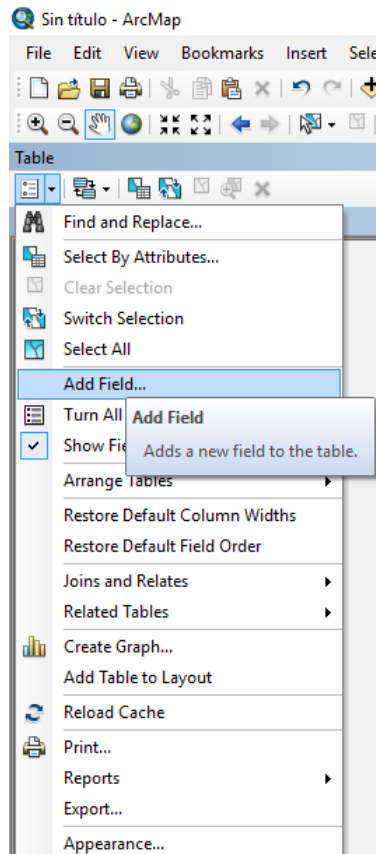 Sin título - ArcMap
File Edit View Bookmarks Insert
Table
Find and Replace...
Select By Attributes...
Clear Selection
Switch Selection
Select All
Add Field...
Turn All
Add Field
Show
Adds a new field to the table.
Arrange Tables
Restore Default Column Widths
Restore Default Field Order
Joins and Relates
Related Tables
Create Graph...
Add Table to Layout
Reload Cache
Print...
Reports
Export...
Appearance...